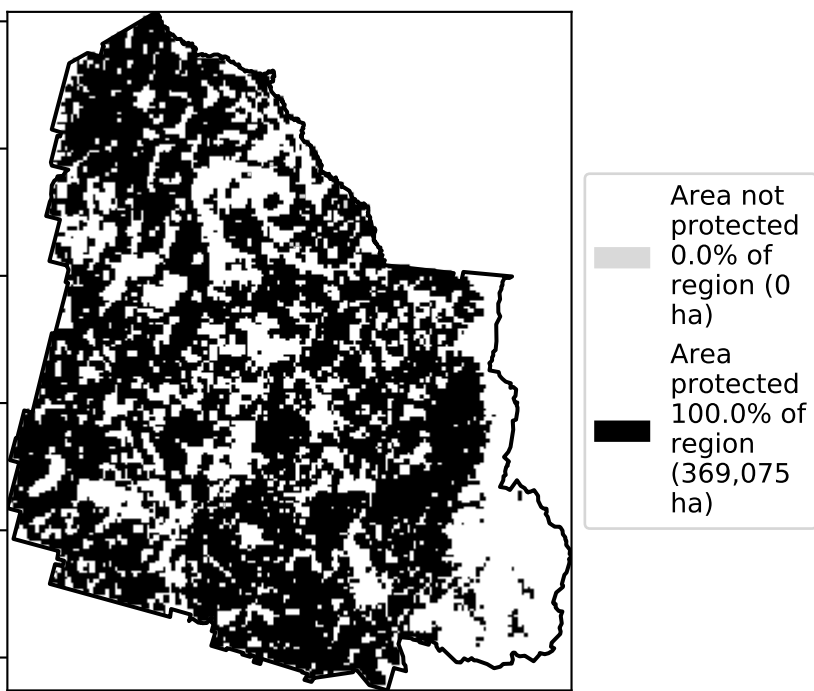 Area not
protected
0.0% of
region (0
ha)
Area
protected
100.0% of
region
(369,075
ha)